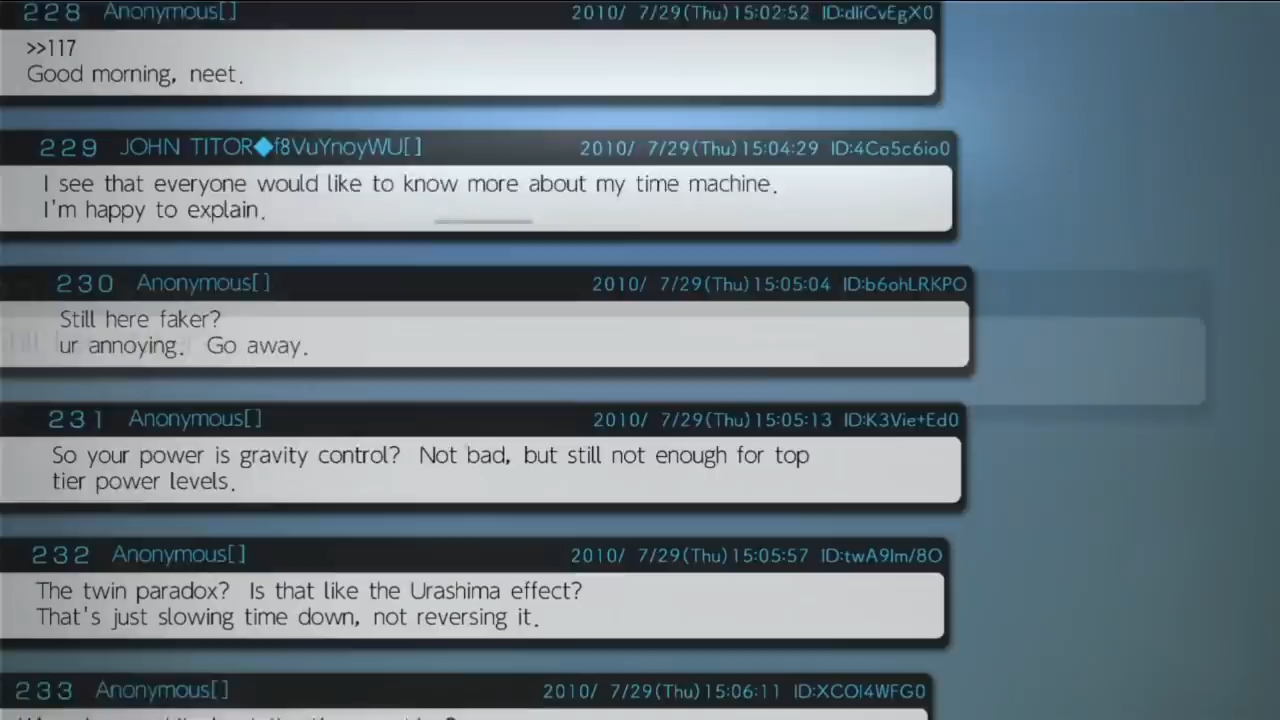 228 Anonymous[] 2010/ 7/29(Thu)15:02:52 ID:dliCvEgX0
>>117
Good morning, neet.
229 JOHN TITOR◆f8VuYnoyWU[] 2010/ 7/29(Thu)15:04:29 ID:4Co5c6io0
I see that everyone would like to know more about my time machine.
I'm happy to explain.
230 Anonymous[] 2010/ 7/29(Thu)15:05:04 ID:b6ohLRKPO
Still here faker?
ur annoying. Go away.
231 Anonymous[] 2010/ 7/29(Thu)15:05:13 ID:K3Vie+Ed0
So your power is gravity control? Not bad, but still not enough for top
tier power levels.
232 Anonymous[] 2010/ 7/29(Thu)15:05:57 ID:twA9Im/8O
The twin paradox? Is that like the Urashima effect?
That's just slowing time down, not reversing it.
233 Anonymous[] 2010/ 7/29(Thu)15:06:11 ID:XCOI4WFG0